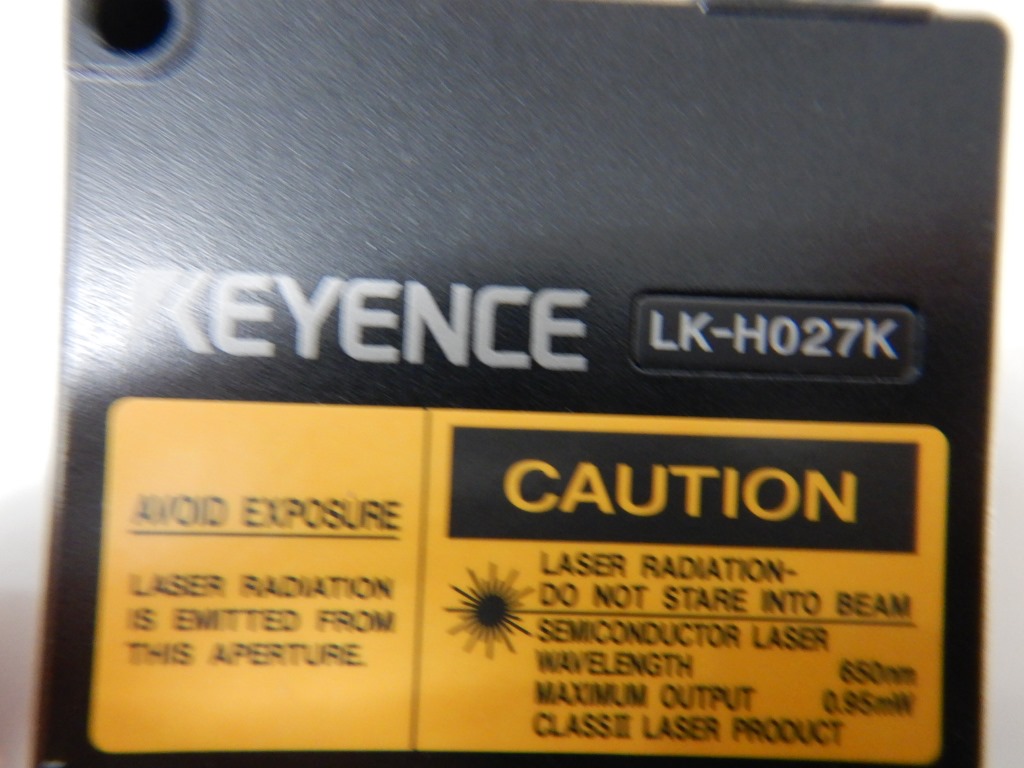 KEYENCE LK-H027K
AVOID EXPOSURE
LASER RADIATION
IS EMITTED FROM
THIS APERTURE.
CAUTION
LASER RADIATION-
DO NOT STARE INTO BEAM
SEMICONDUCTOR LASER
WAVELENGTH 650nm
MAXIMUM OUTPUT 0.95mW
CLASSⅡ LASER PRODUCT